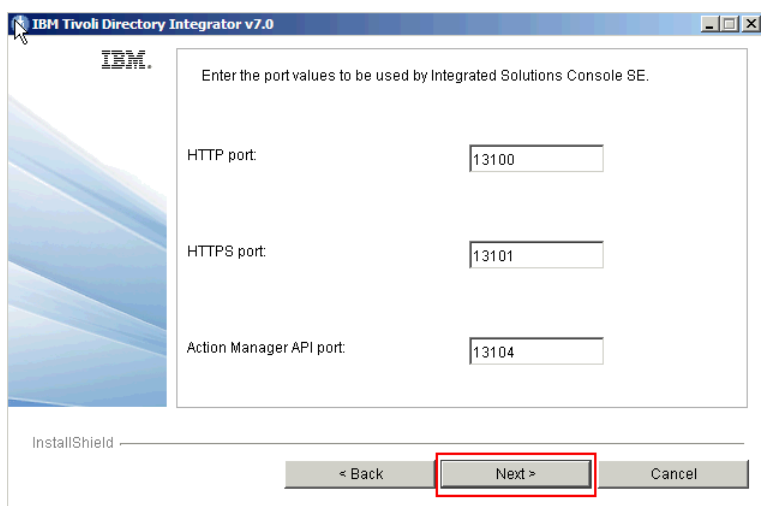 IBM Tivoli Directory Integrator v7.0
IBM.
Enter the port values to be used by Integrated Solutions Console SE.
HTTP port: 13100
HTTPS port: 13101
Action Manager API port: 13104
InstallShield
< Back Next > Cancel